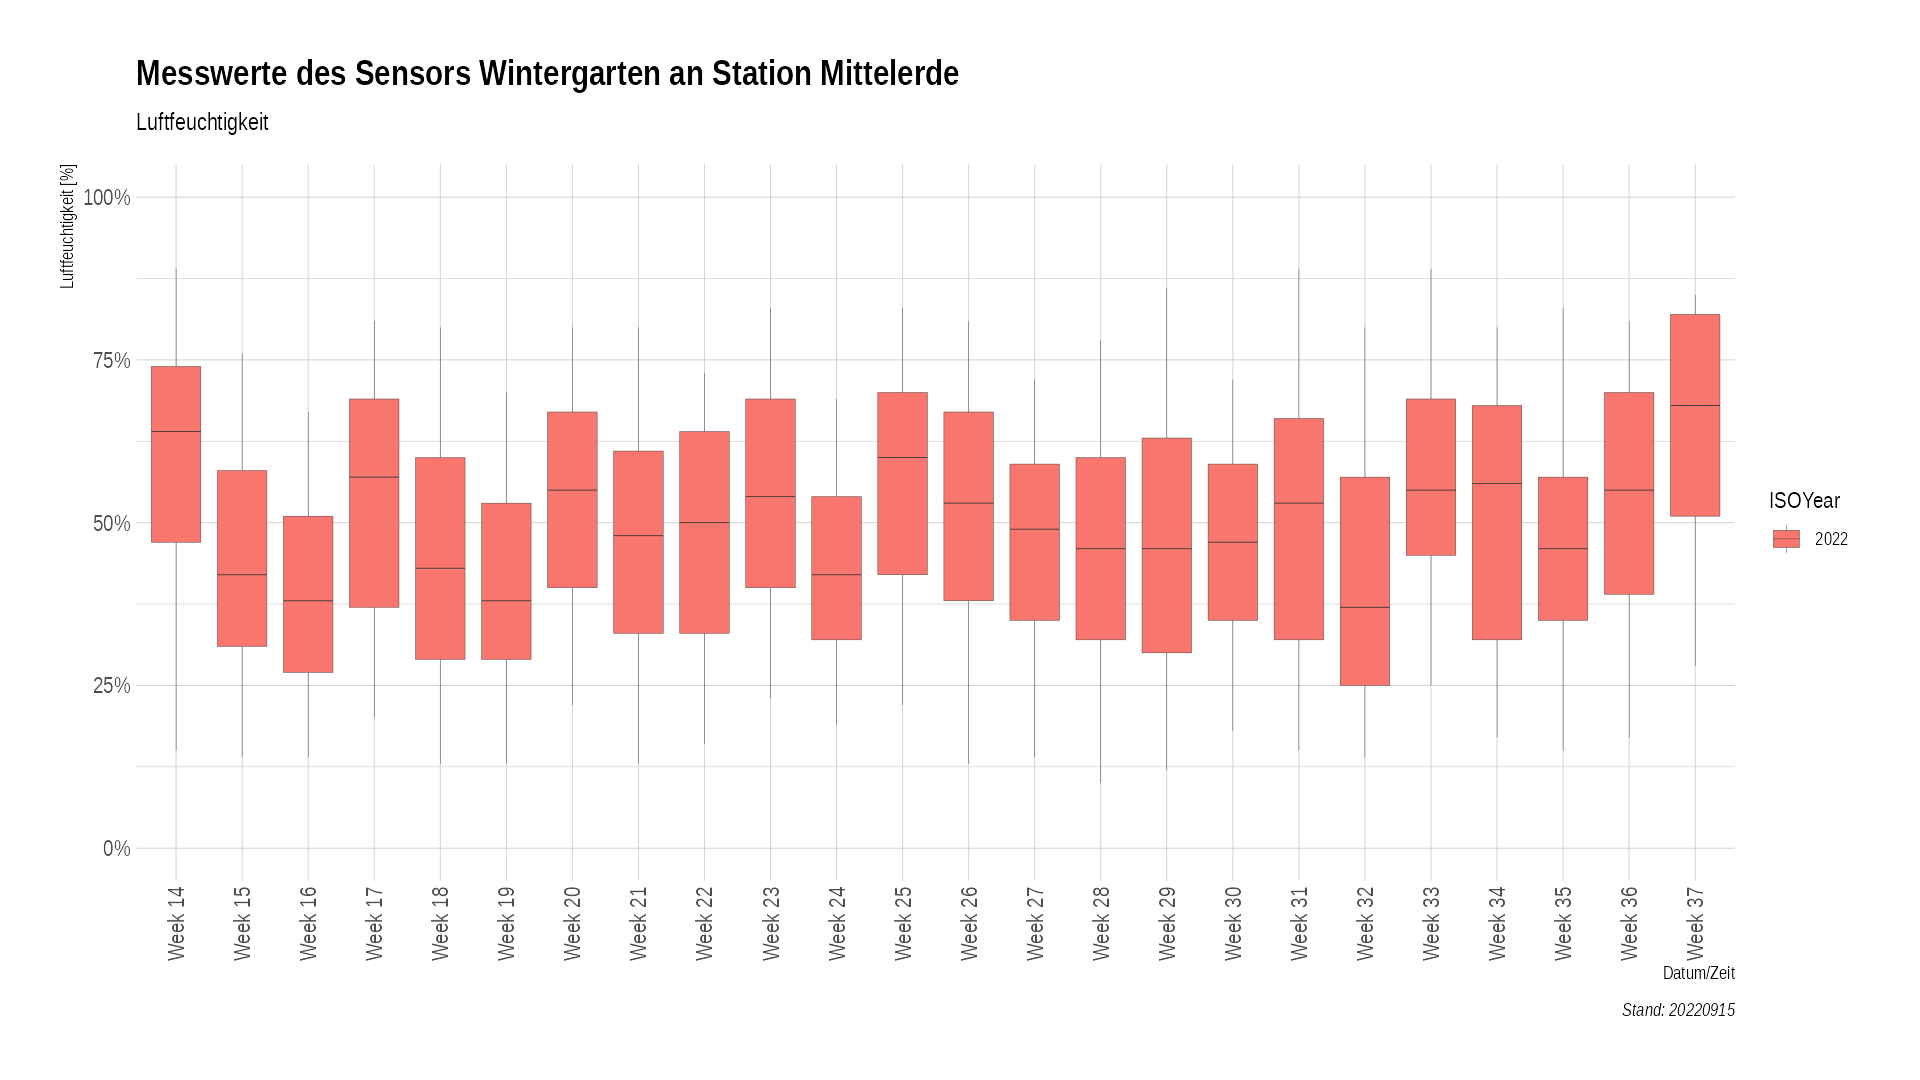 Messwerte des Sensors Wintergarten an Station Mittelerde
Luftfeuchtigkeit
Luftfeuchtigkeit [%]
100%
75%
50%
25%
0%
Week 14
Week 15
Week 16
Week 17
Week 18
Week 19
Week 20
Week 21
Week 22
Week 23
Week 24
Week 25
Week 26
Week 27
Week 28
Week 29
Week 30
Week 31
Week 32
Week 33
Week 34
Week 35
Week 36
Week 37
Datum/Zeit
Stand: 20220915
ISOYear
2022